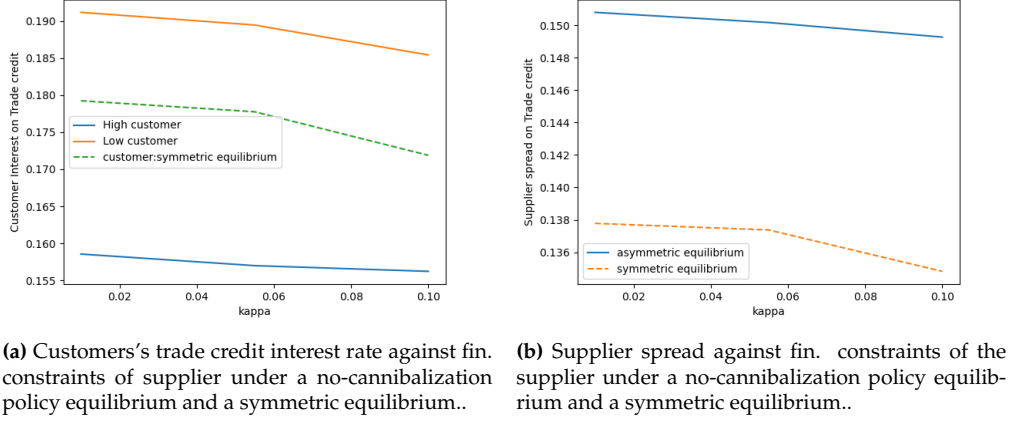 0.190
0.185
0.180
0.175
0.170
0.165
0.160
0.155
Customer Interest on Trade credit
High customer
Low customer
customer:symmetric equilibrium
0.02 0.04 0.06 0.08 0.10
kappa
0.150
0.148
0.146
0.144
0.142
0.140
0.138
0.136
Supplier spread on Trade credit
asymmetric equilibrium
symmetric equilibrium
0.02 0.04 0.06 0.08 0.10
kappa
(a) Customers's trade credit interest rate against fin.
constraints of supplier under a no-cannibalization
policy equilibrium and a symmetric equilibrium..
(b) Supplier spread against fin. constraints of the
supplier under a no-cannibalization policy equilib-
rium and a symmetric equilibrium..